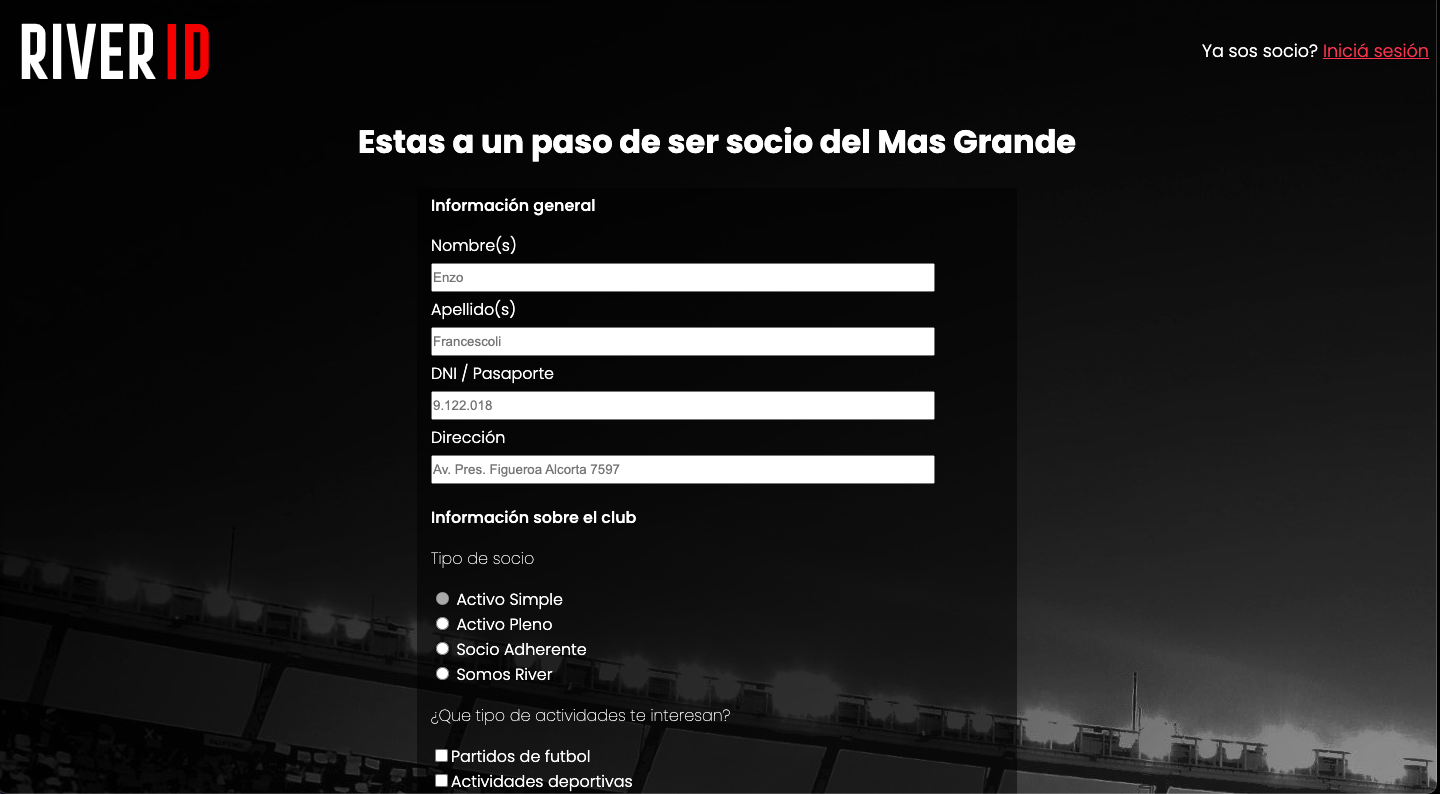 RIVER ID
Ya sos socio? Iniciá sesión
Estas a un paso de ser socio del Mas Grande
Información general
Nombre(s)
Enzo
Apellido(s)
Francescoli
DNI / Pasaporte
9.122.018
Dirección
Av. Pres. Figueroa Alcorta 7597
Información sobre el club
Tipo de socio
Activo Simple
Activo Pleno
Socio Adherente
Somos River
¿Que tipo de actividades te interesan?
Partidos de futbol
Actividades deportivas